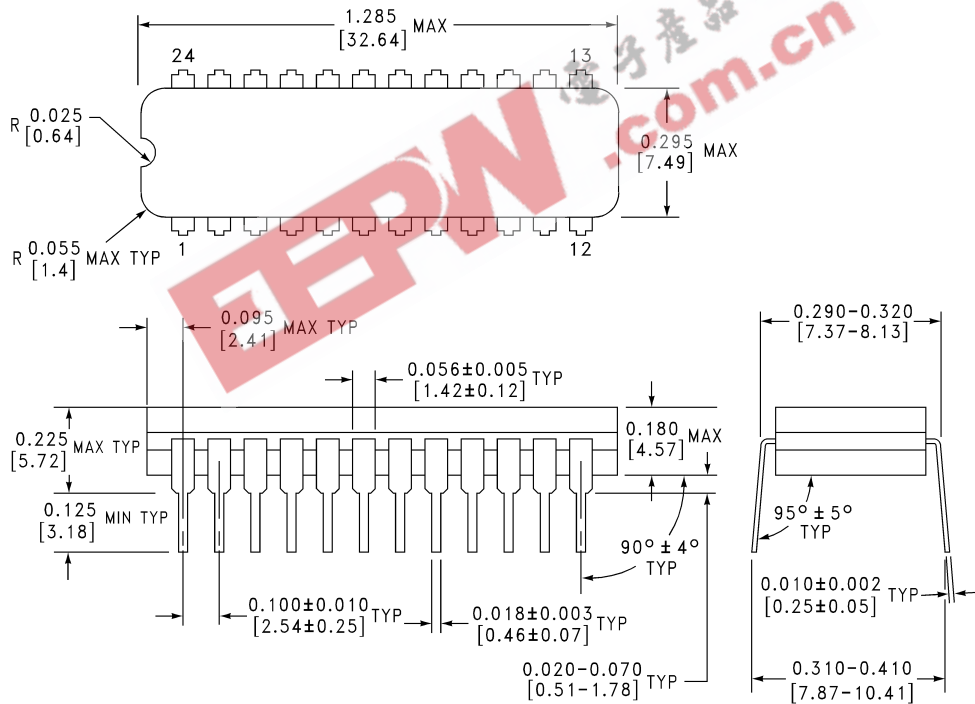 1.285
[32.64] MAX
24
13
R 0.025
[0.64]
0.295
[7.49] MAX
R 0.055
[1.4] MAX TYP
1
12
EEPW
電子產品
.com.cn
0.095
[2.41] MAX TYP
0.290-0.320
[7.37-8.13]
0.056±0.005
[1.42±0.12] TYP
0.225
[5.72] MAX TYP
0.180
[4.57] MAX
0.125
[3.18] MIN TYP
95°±5°
TYP
90°±4°
TYP
0.010±0.002
[0.25±0.05] TYP
0.100±0.010
[2.54±0.25] TYP
0.018±0.003
[0.46±0.07] TYP
0.020-0.070
[0.51-1.78] TYP
0.310-0.410
[7.87-10.41]